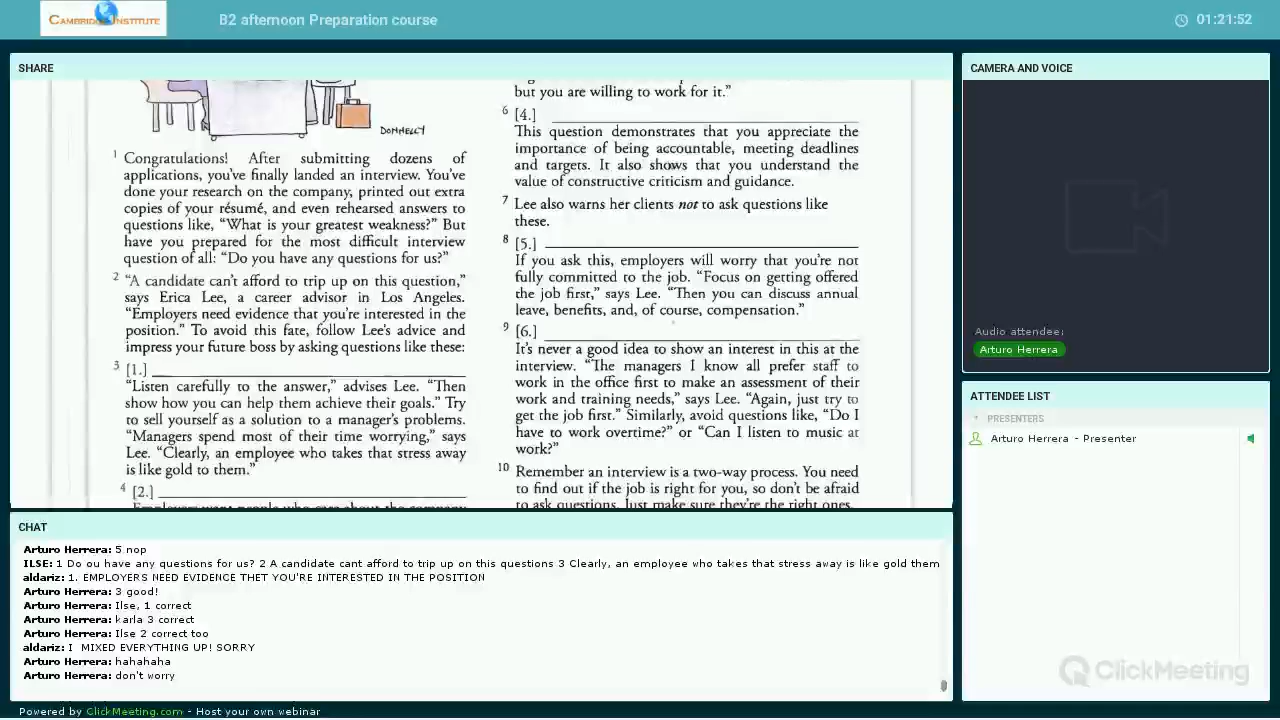 CAMBRIDGE INSTITUTE
B2 afternoon Preparation course
01:21:52
SHARE
DONNELLY
1 Congratulations! After submitting dozens of
applications, you've finally landed an interview. You've
done your research on the company, printed out extra
copies of your résumé, and even rehearsed answers to
questions like, “What is your greatest weakness?” But
have you prepared for the most difficult interview
question of all: “Do you have any questions for us?”
2 “A candidate can't afford to trip up on this question,”
says Erica Lee, a career advisor in Los Angeles.
“Employers need evidence that you're interested in the
position.” To avoid this fate, follow Lee's advice and
impress your future boss by asking questions like these:
3 [1.]
“Listen carefully to the answer,” advises Lee. “Then
show how you can help them achieve their goals.” Try
to sell yourself as a solution to a manager's problems.
“Managers spend most of their time worrying,” says
Lee. “Clearly, an employee who takes that stress away
is like gold to them.”
4 [2.]
Employers want people who care about the company
but you are willing to work for it.”
6 [4.]
This question demonstrates that you appreciate the
importance of being accountable, meeting deadlines
and targets. It also shows that you understand the
value of constructive criticism and guidance.
7 Lee also warns her clients not to ask questions like
these.
8 [5.]
If you ask this, employers will worry that you're not
fully committed to the job. “Focus on getting offered
the job first,” says Lee. “Then you can discuss annual
leave, benefits, and, of course, compensation.”
9 [6.]
It's never a good idea to show an interest in this at the
interview. “The managers I know all prefer staff to
work in the office first to make an assessment of their
work and training needs,” says Lee. “Again, just try to
get the job first.” Similarly, avoid questions like, “Do I
have to work overtime?” or “Can I listen to music at
work?”
10 Remember an interview is a two-way process. You need
to find out if the job is right for you, so don't be afraid
to ask questions. Just make sure they're the right ones.
CHAT
Arturo Herrera: 5 nop
ILSE: 1 Do ou have any questions for us? 2 A candidate cant afford to trip up on this questions 3 Clearly, an employee who takes that stress away is like gold them
aldariz: 1. EMPLOYERS NEED EVIDENCE THET YOU'RE INTERESTED IN THE POSITION
Arturo Herrera: 3 good!
Arturo Herrera: Ilse, 1 correct
Arturo Herrera: karla 3 correct
Arturo Herrera: Ilse 2 correct too
aldariz: I MIXED EVERYTHING UP! SORRY
Arturo Herrera: hahahaha
Arturo Herrera: don't worry
CAMERA AND VOICE
Audio attendee:
Arturo Herrera
ATTENDEE LIST
PRESENTERS
Arturo Herrera - Presenter
ClickMeeting
Powered by ClickMeeting.com - Host your own webinar